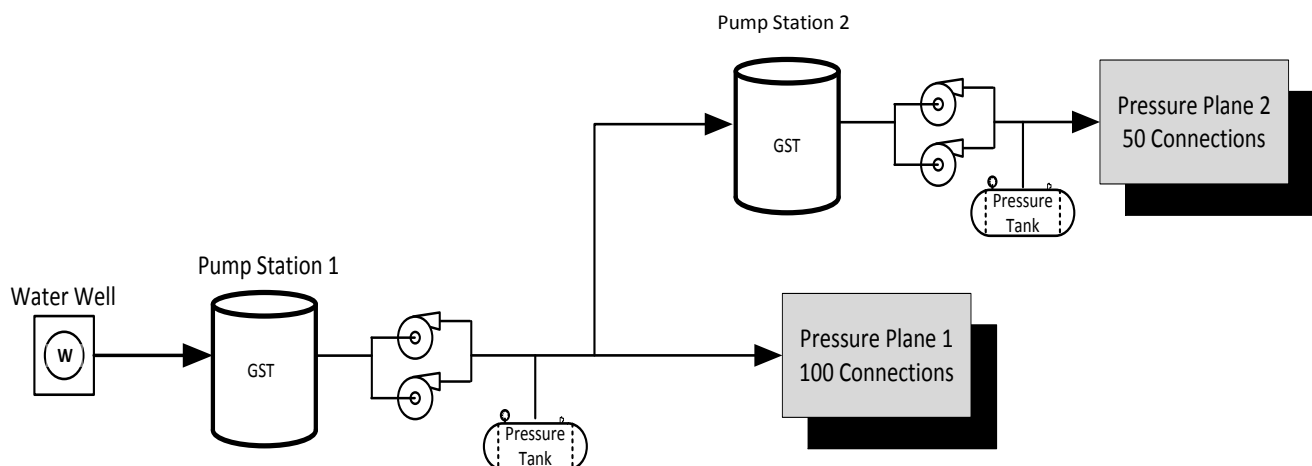 Pump Station 2
GST
Pressure
Tank
Pressure Plane 2
50 Connections
Pump Station 1
Water Well
W
GST
Pressure
Tank
Pressure Plane 1
100 Connections